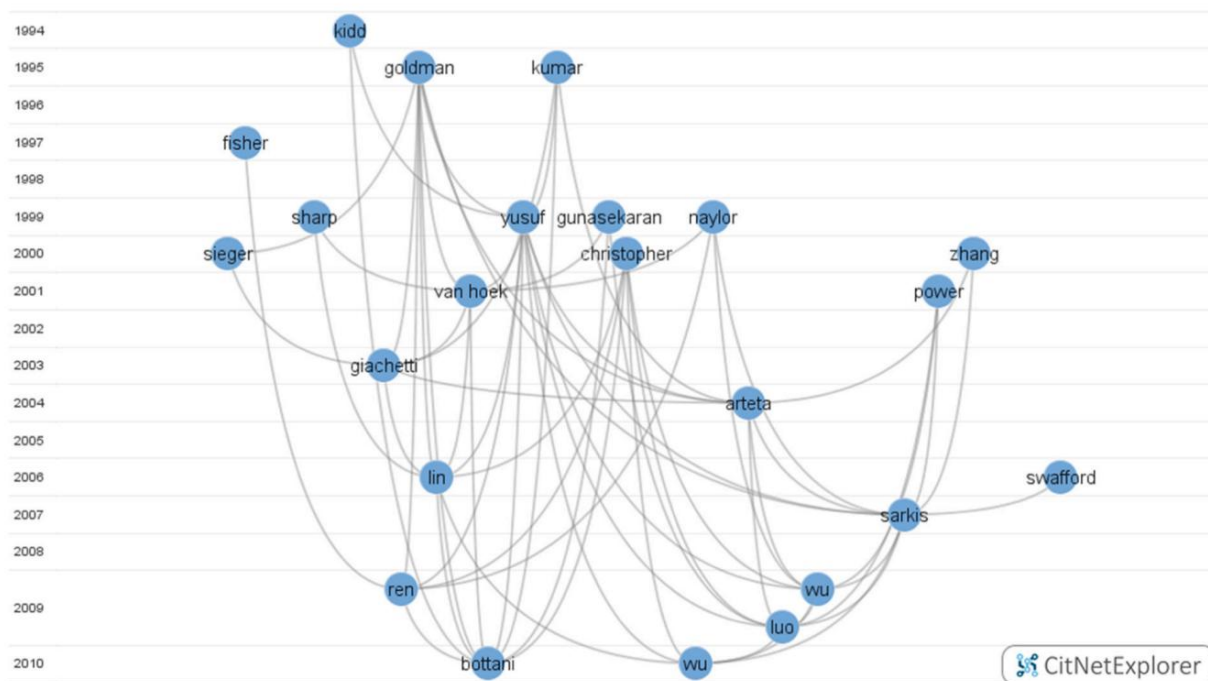 1994 kidd
1995 goldman kumar
1996
1997 fisher
1998
1999 sharp yusuf gunasekaran naylor
2000 sieger christopher zhang
2001 van hoek power
2002
2003 giachetti
2004 arteta
2005
2006 lin swafford
2007 sarkis
2008
ren wu
2009
luo
2010 bottani wu
CitNetExplorer